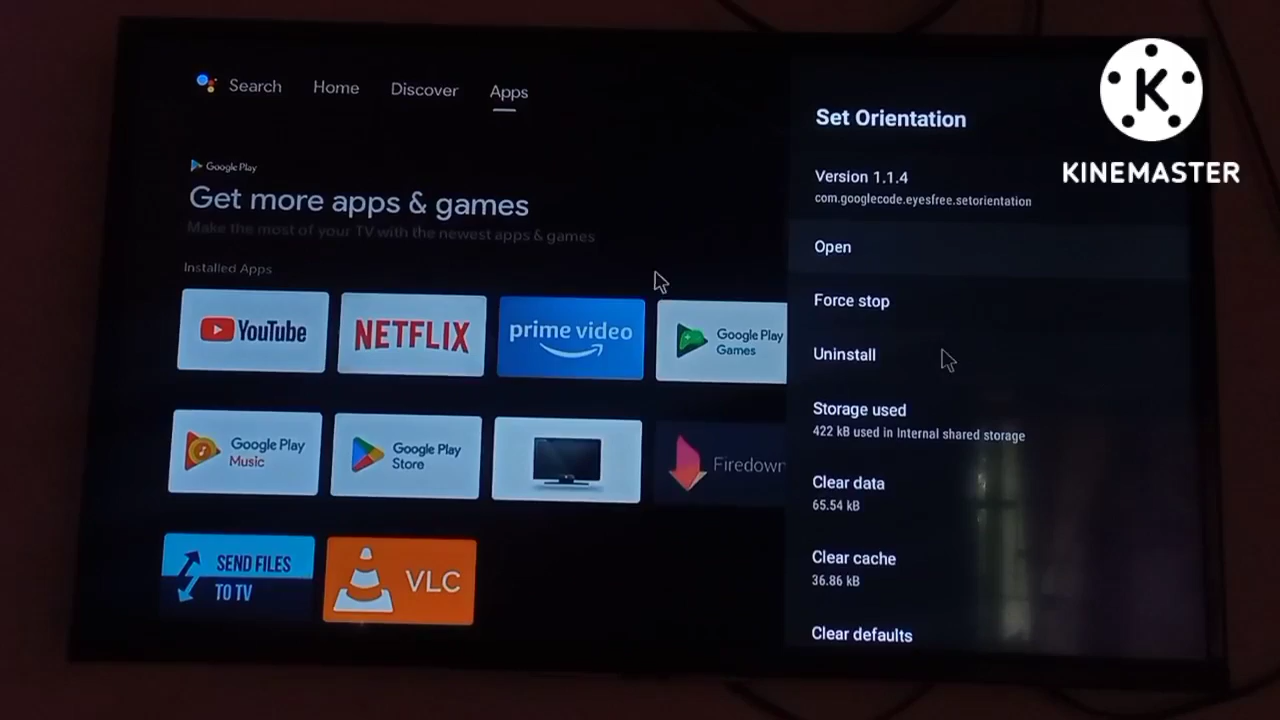 Search Home Discover Apps
Google Play
Get more apps & games
Make the most of your TV with the newest apps & games
Installed Apps
YouTube
NETFLIX
prime video
Google Play
Games
Google Play
Music
Google Play
Store
Firedown
SEND FILES
TO TV
VLC
Set Orientation
Version 1.1.4
com.googlecode.eyesfree.setorientation
Open
Force stop
Uninstall
Storage used
422 kB used in Internal shared storage
Clear data
65.54 kB
Clear cache
36.86 kB
Clear defaults
K
KINEMASTER